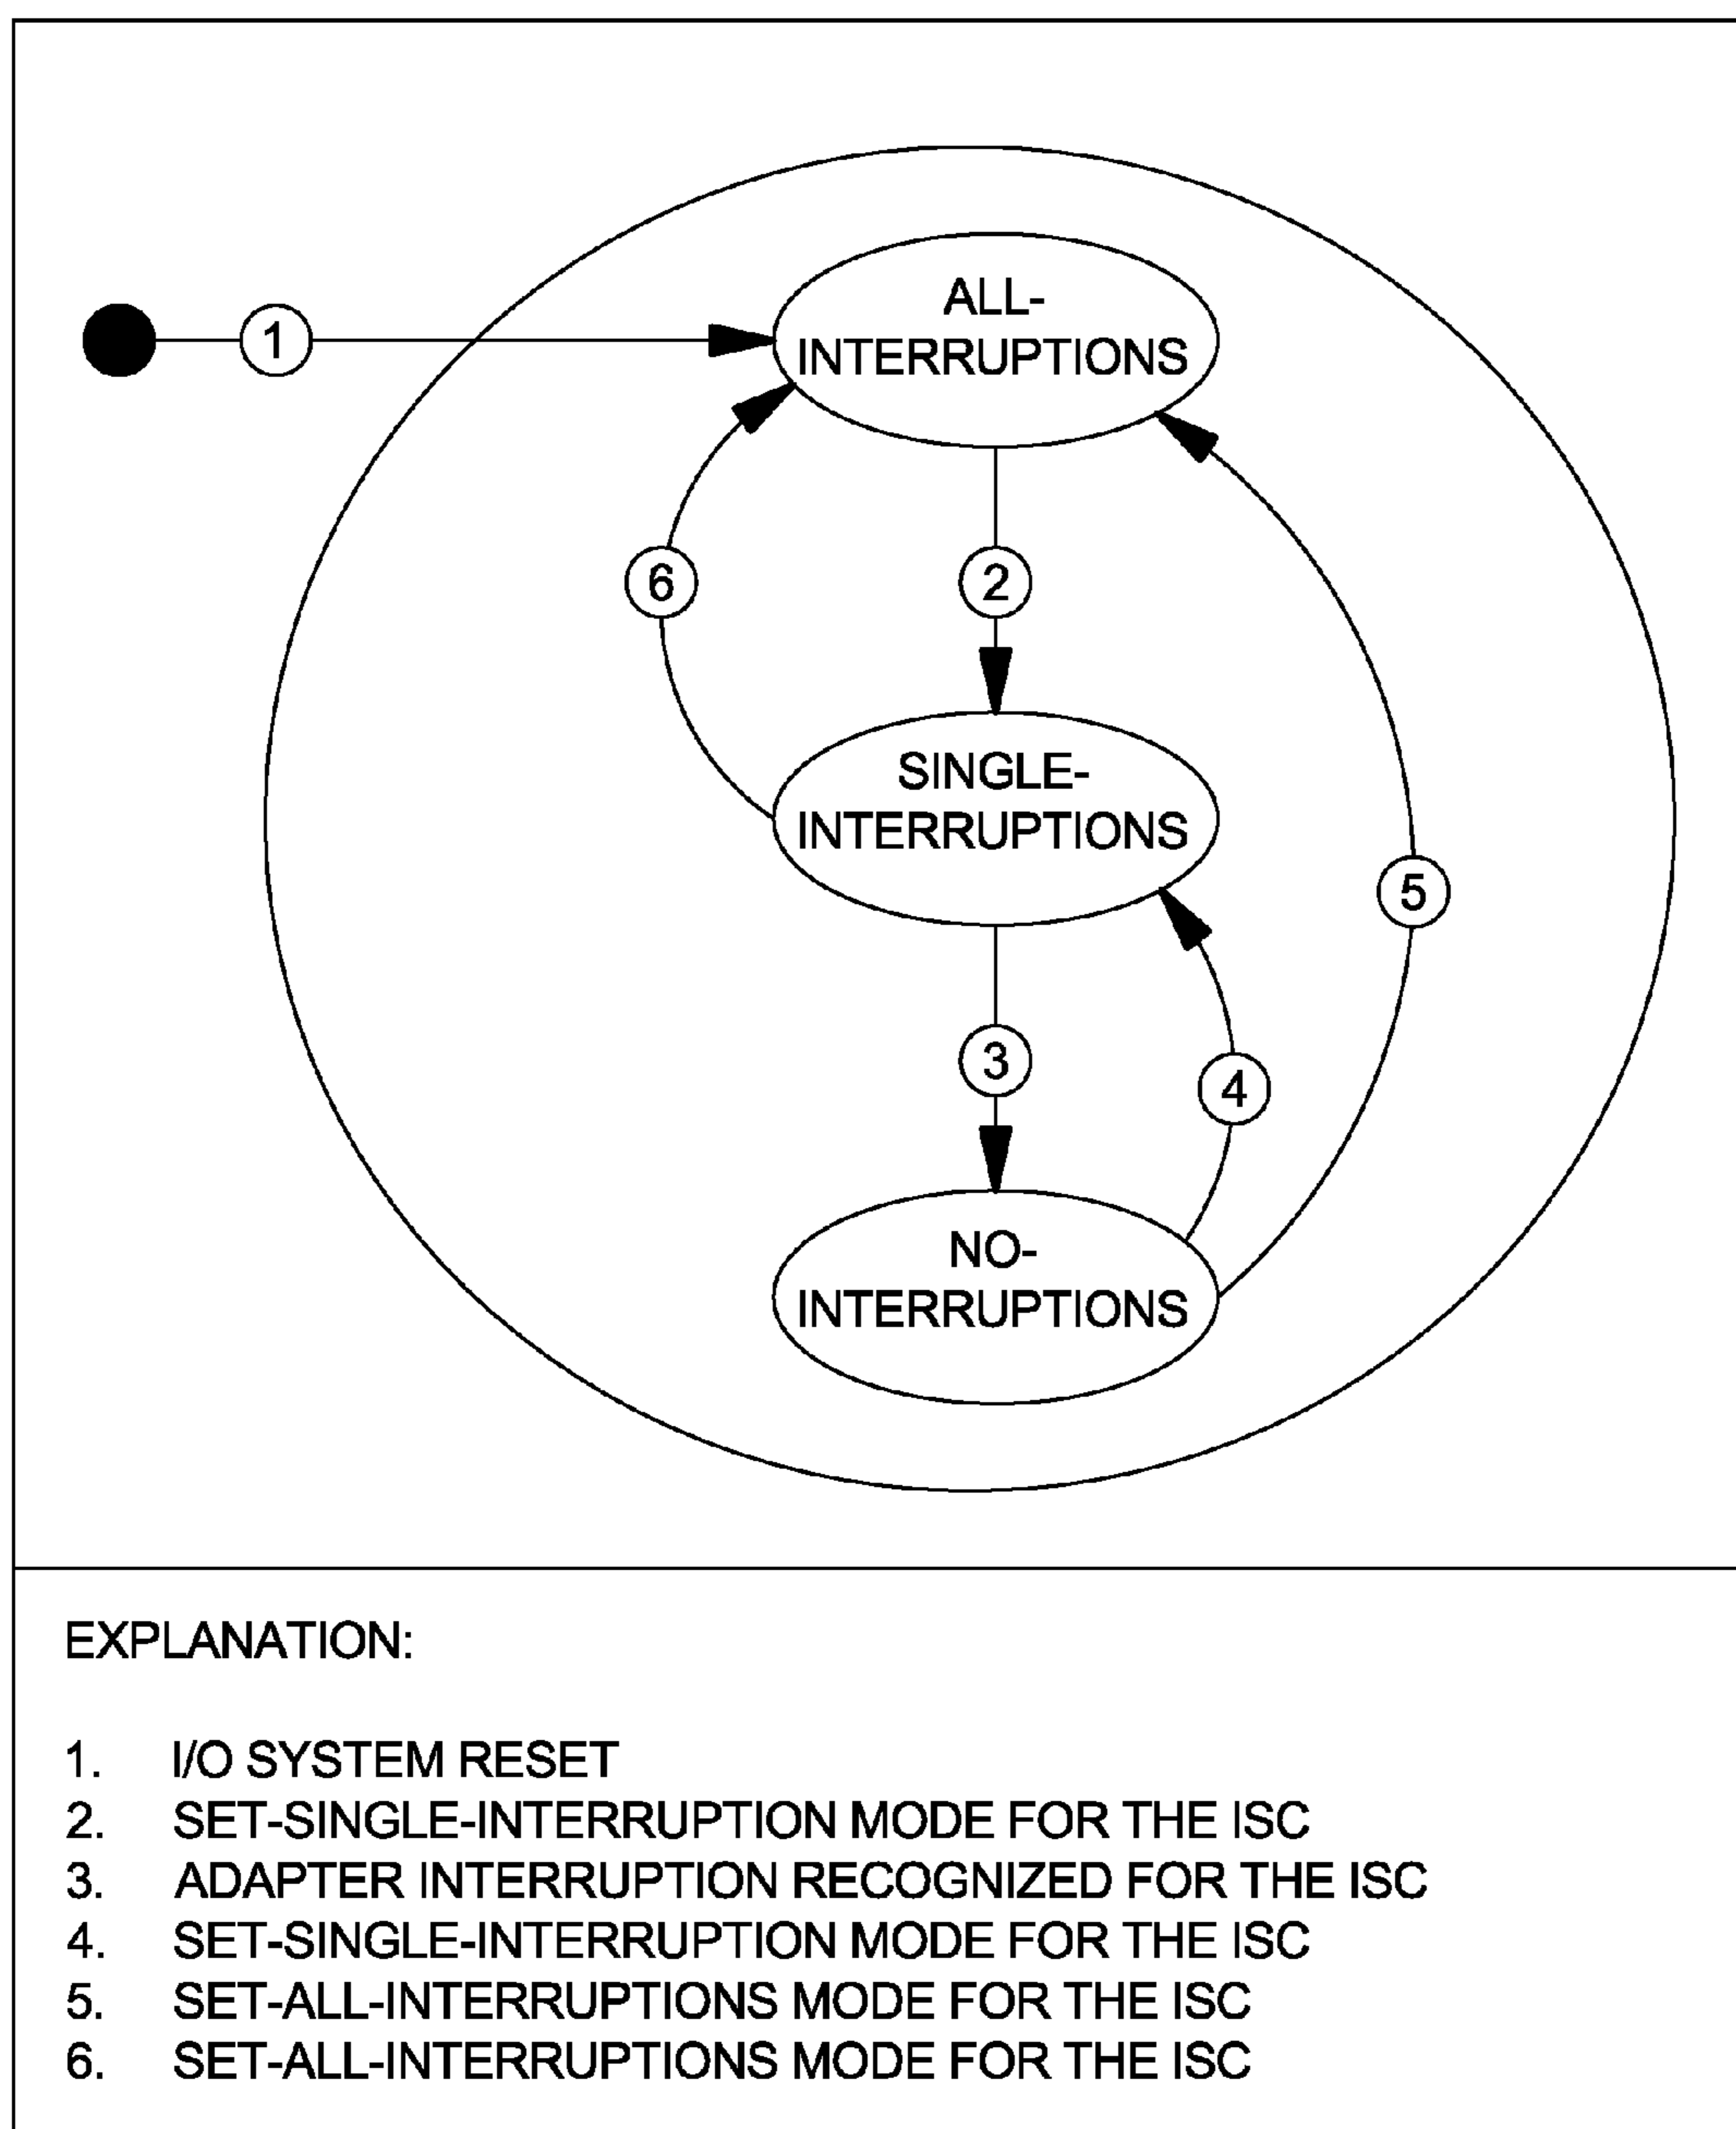 ALL-
INTERRUPTIONS
1
6
2
SINGLE-
INTERRUPTIONS
5
3
4
NO-
INTERRUPTIONS
EXPLANATION:
1. I/O SYSTEM RESET
2. SET-SINGLE-INTERRUPTION MODE FOR THE ISC
3. ADAPTER INTERRUPTION RECOGNIZED FOR THE ISC
4. SET-SINGLE-INTERRUPTION MODE FOR THE ISC
5. SET-ALL-INTERRUPTIONS MODE FOR THE ISC
6. SET-ALL-INTERRUPTIONS MODE FOR THE ISC